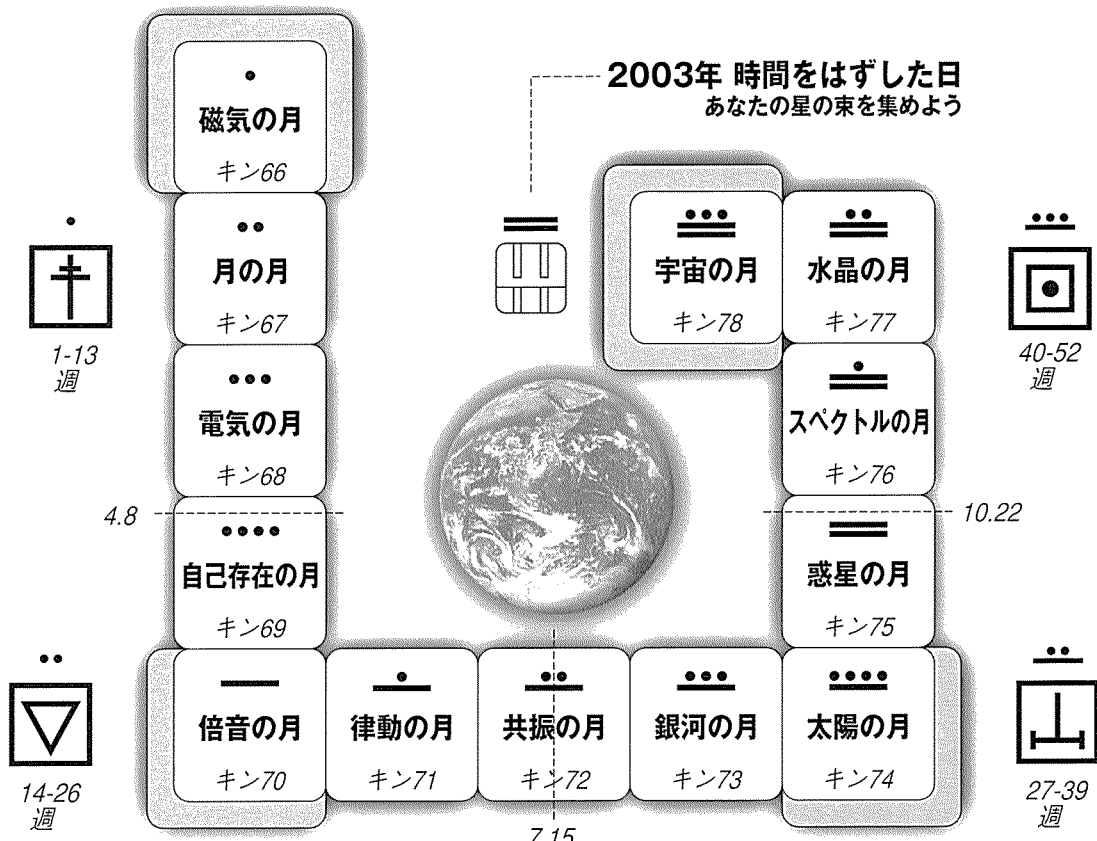 2003年 時間をはずした日
あなたの星の束を集めよう
磁気の月
キン66
月の月
キン67
電気の月
キン68
自己存在の月
キン69
倍音の月
キン70
律動の月
キン71
共振の月
キン72
銀河の月
キン73
太陽の月
キン74
惑星の月
キン75
スペクトルの月
キン76
水晶の月
キン77
宇宙の月
キン78
1-13
週
14-26
週
27-39
週
40-52
週
4.8
7.15
10.22